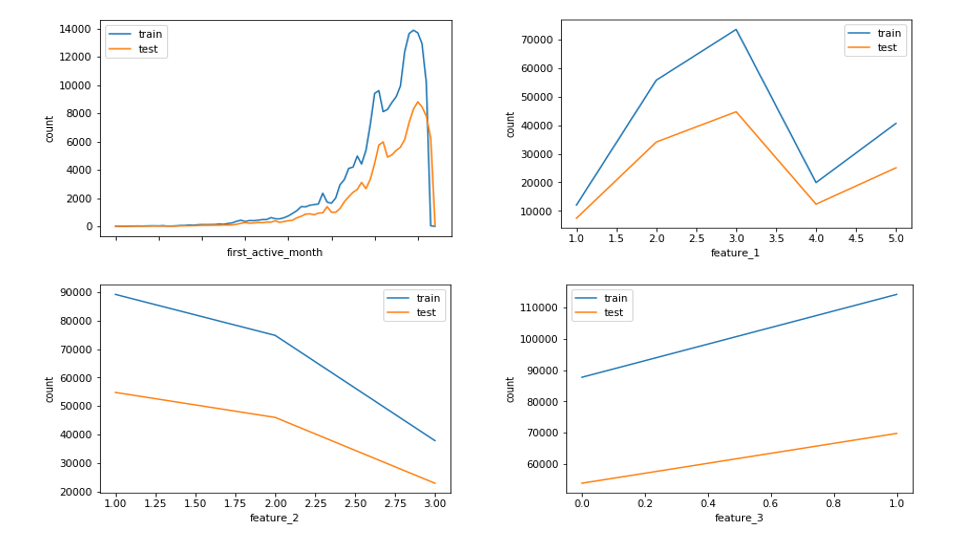 14000
12000
10000
8000
6000
4000
2000
0
count
first_active_month
train
test
70000
60000
50000
40000
30000
20000
10000
count
1.0 1.5 2.0 2.5 3.0 3.5 4.0 4.5 5.0
feature_1
train
test
90000
80000
70000
60000
50000
40000
30000
20000
count
1.00 1.25 1.50 1.75 2.00 2.25 2.50 2.75 3.00
feature_2
train
test
110000
100000
90000
80000
70000
60000
count
0.0 0.2 0.4 0.6 0.8 1.0
feature_3
train
test